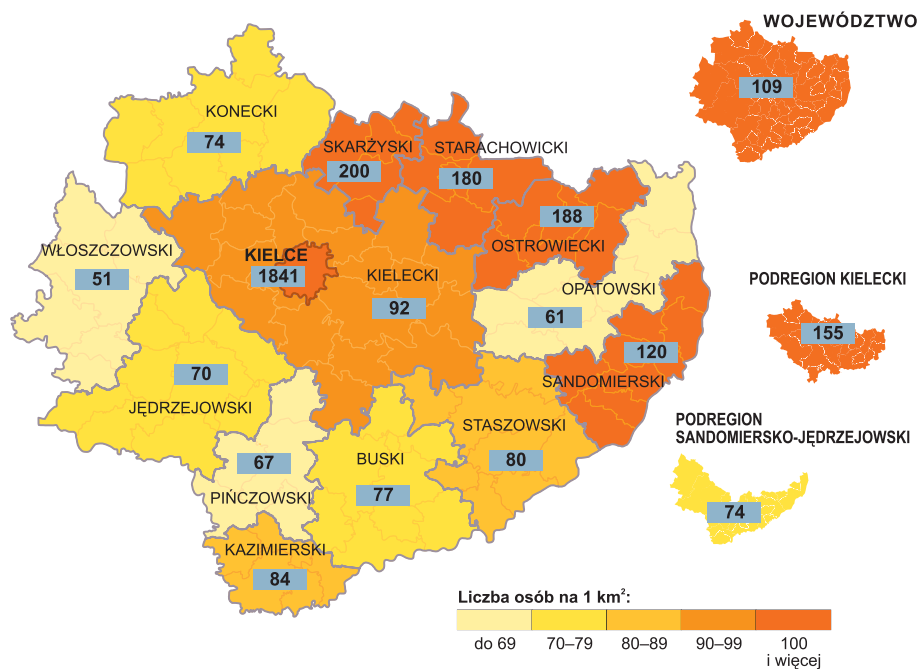 WOJEWÓDZTWO
109
KONECKI
74
SKARŻYSKI
200
STARACHOWICKI
180
188
OSTROWIECKI
WŁOSZCZOWSKI
51
KIELCE
1841
KIELECKI
92
OPATOWSKI
61
PODREGION KIELECKI
155
120
SANDOMIERSKI
70
JĘDRZEJOWSKI
STASZOWSKI
80
PODREGION
SANDOMIERSKO-JĘDRZEJOWSKI
74
67
PIŃCZOWSKI
BUSKI
77
KAZIMIERSKI
84
Liczba osób na 1 km²:
do 69
70–79
80–89
90–99
100
i więcej